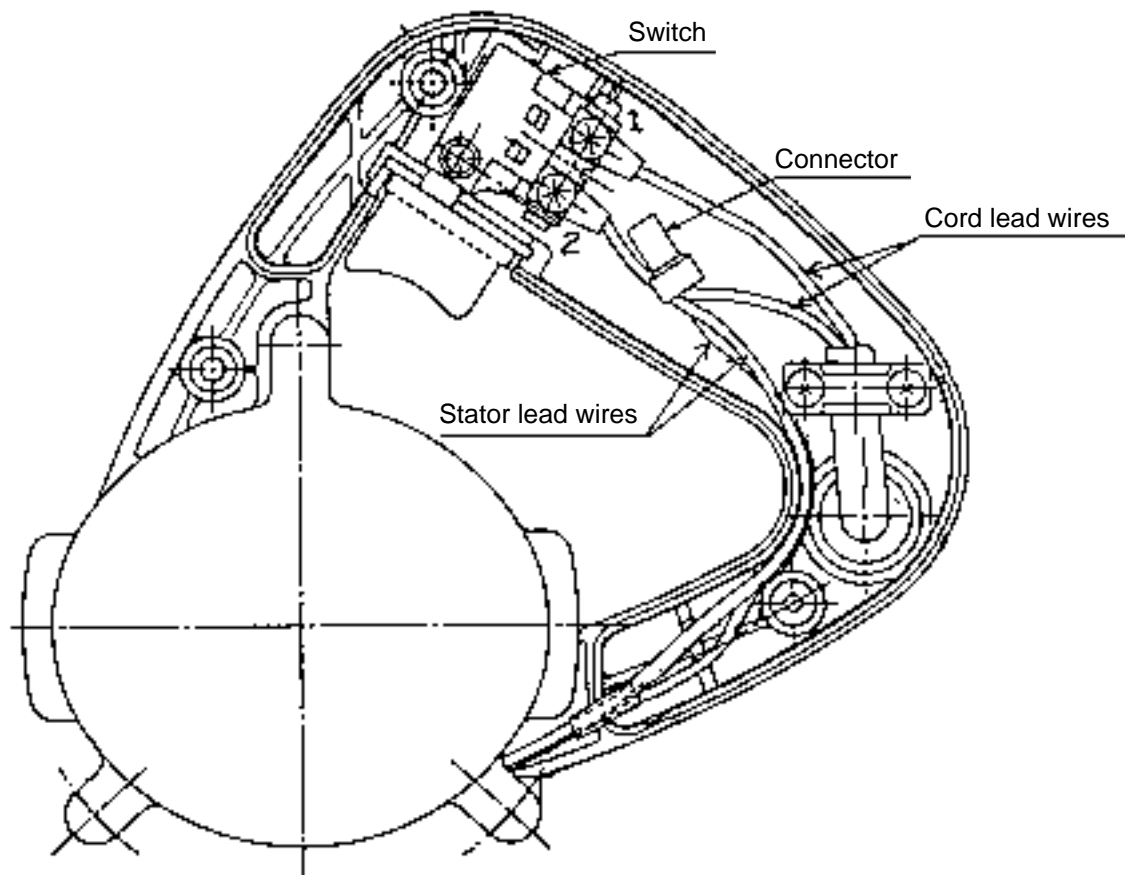 Switch
1
Connector
Cord lead wires
2
Stator lead wires